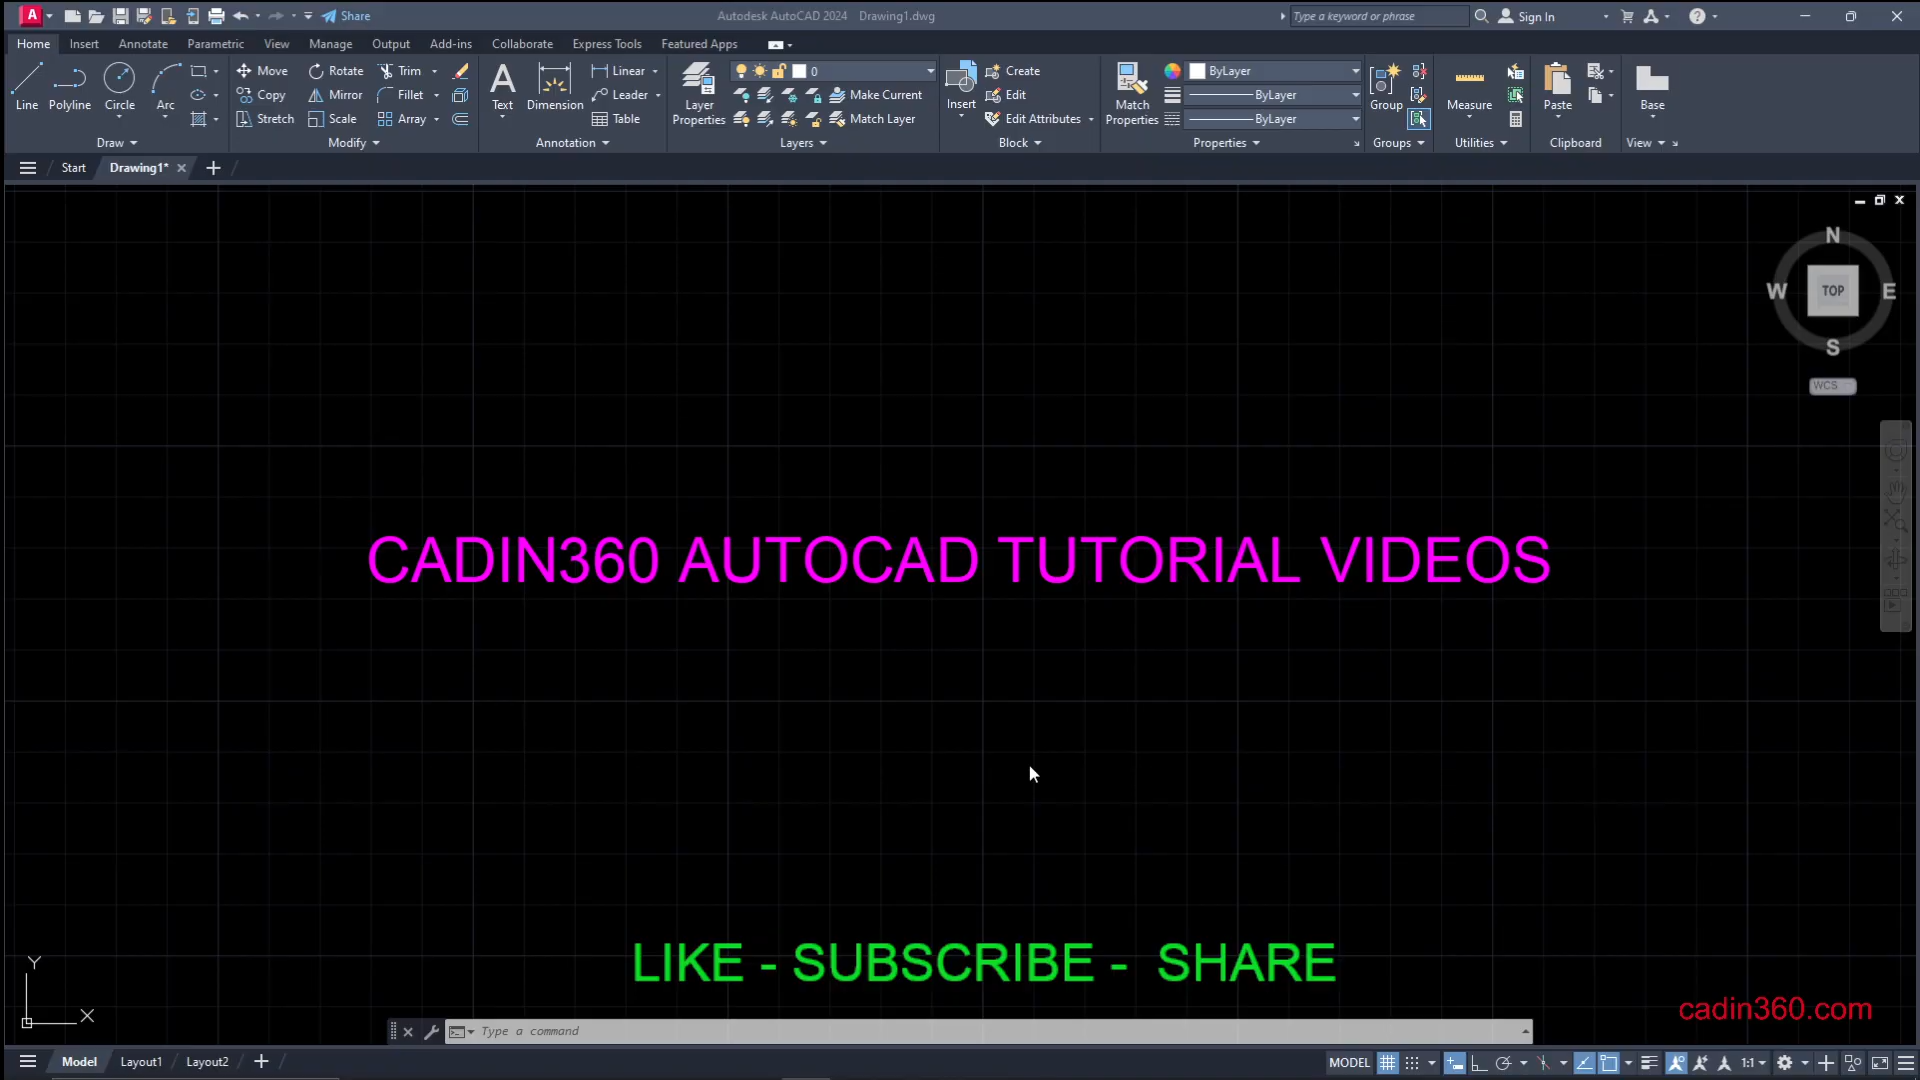 A Share Autodesk AutoCAD 2024 Drawing1.dwg Type a keyword or phrase Sign In
Home Insert Annotate Parametric View Manage Output Add-ins Collaborate Express Tools Featured Apps
Line Polyline Circle Arc
Move Rotate Trim
Copy Mirror Fillet
Stretch Scale Array
Text Dimension
Linear
Leader
Table
Layer
Properties
0
Make Current
Match Layer
Insert
Create
Edit
Edit Attributes
Match
Properties
ByLayer
ByLayer
ByLayer
Group
Measure
Paste
Base
Draw Modify Annotation Layers Block Properties Groups Utilities Clipboard View
Start Drawing1*
N
W TOP E
S
WCS
CADIN360 AUTOCAD TUTORIAL VIDEOS
LIKE - SUBSCRIBE - SHARE
Y
X
cadin360.com
Type a command
Model Layout1 Layout2 MODEL 1:1